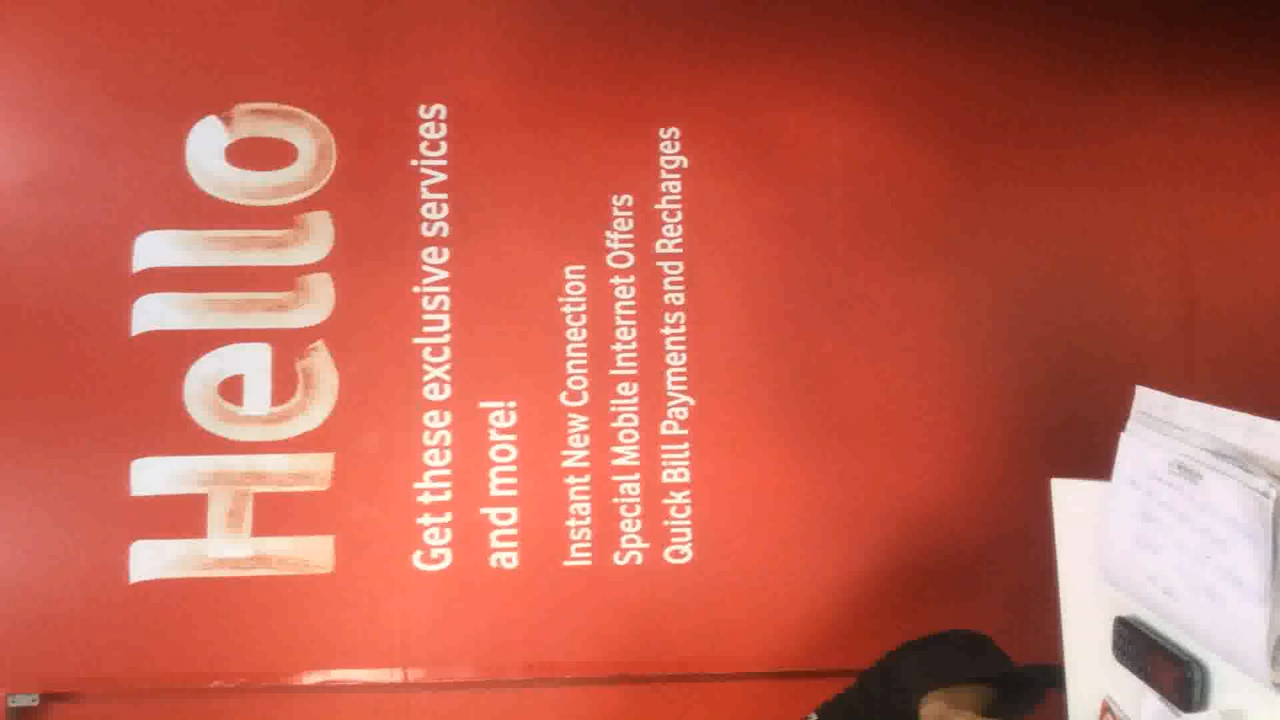 Hello
Get these exclusive services
and more!
Instant New Connection
Special Mobile Internet Offers
Quick Bill Payments and Recharges